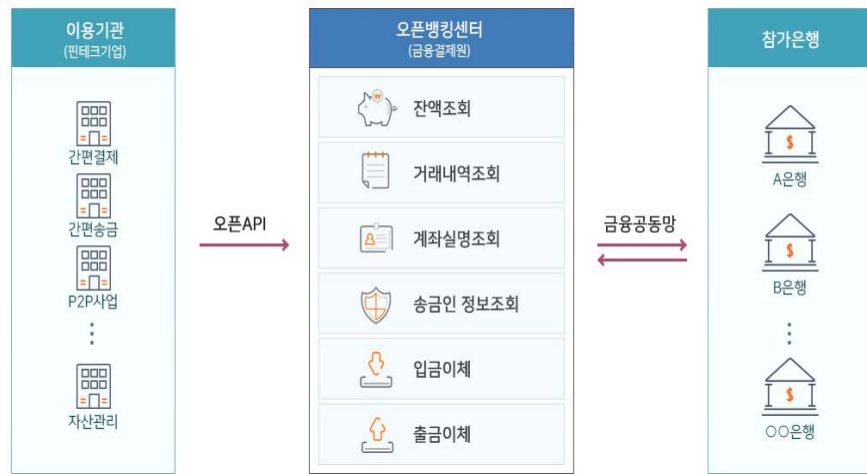 이용기관
(핀테크기업)
간편결제
간편송금
P2P사업
자산관리
오픈API
오픈뱅킹센터
(금융결제원)
잔액조회
거래내역조회
계좌실명조회
송금인 정보조회
입금이체
출금이체
금융공동망
참가은행
A은행
B은행
○○은행